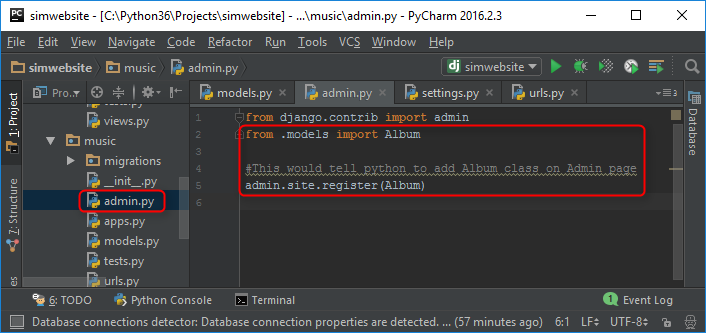 simwebsite - [C:\Python36\Projects\simwebsite] - ...\music\admin.py - PyCharm 2016.2.3
File Edit View Navigate Code Refactor Run Tools VCS Window Help
simwebsite music admin.py simwebsite
1: Project
7: Structure
Pro..
views.py
music
migrations
__init__.py
admin.py
apps.py
models.py
tests.py
urls.py
models.py admin.py settings.py urls.py
1 from django.contrib import admin
2 from .models import Album
3
4 #This would tell python to add Album class on Admin page
5 admin.site.register(Album)
6
Database
6: TODO Python Console Terminal 1 Event Log
Database connections detector: Database connection properties are detected. ... (57 minutes ago) 6:1 LF UTF-8